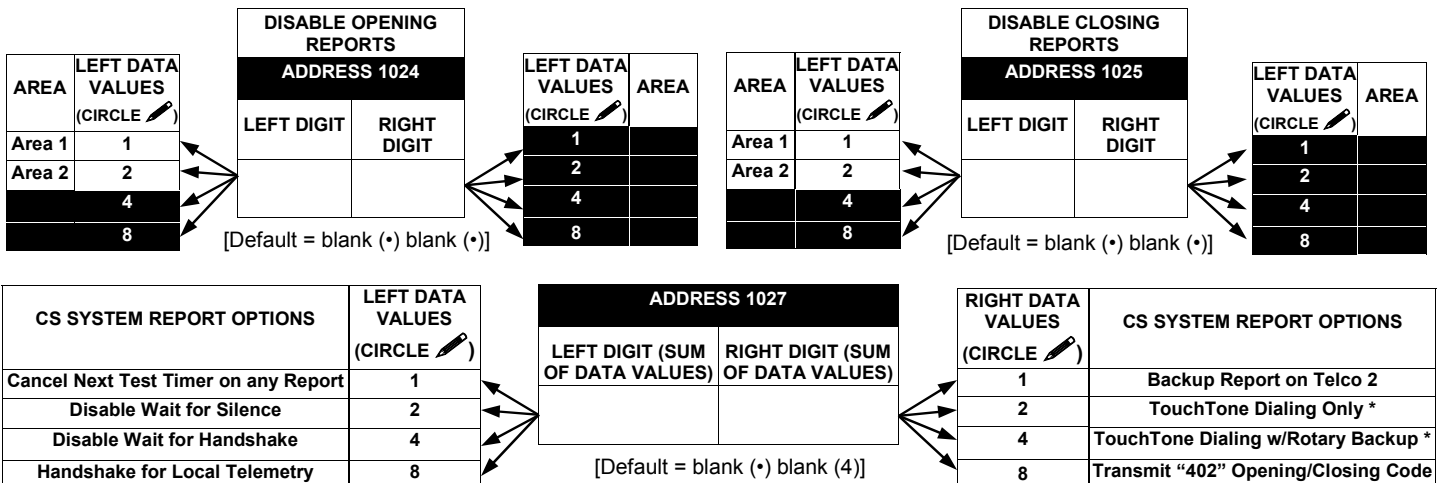 DISABLE OPENING
REPORTS
ADDRESS 1024
LEFT DIGIT
RIGHT
DIGIT
[Default = blank (•) blank (•)]
AREA
LEFT DATA
VALUES
(CIRCLE )
Area 1 1
Area 2 2
4
8
LEFT DATA
VALUES
(CIRCLE )
AREA
1
2
4
8
DISABLE CLOSING
REPORTS
ADDRESS 1025
LEFT DIGIT
RIGHT
DIGIT
[Default = blank (•) blank (•)]
AREA
LEFT DATA
VALUES
(CIRCLE )
Area 1 1
Area 2 2
4
8
LEFT DATA
VALUES
(CIRCLE )
AREA
1
2
4
8
CS SYSTEM REPORT OPTIONS
LEFT DATA
VALUES
(CIRCLE )
Cancel Next Test Timer on any Report 1
Disable Wait for Silence 2
Disable Wait for Handshake 4
Handshake for Local Telemetry 8
ADDRESS 1027
LEFT DIGIT (SUM
OF DATA VALUES)
RIGHT DIGIT (SUM
OF DATA VALUES)
[Default = blank (•) blank (4)]
RIGHT DATA
VALUES
(CIRCLE )
CS SYSTEM REPORT OPTIONS
1 Backup Report on Telco 2
2 TouchTone Dialing Only *
4 TouchTone Dialing w/Rotary Backup *
8 Transmit “402” Opening/Closing Code